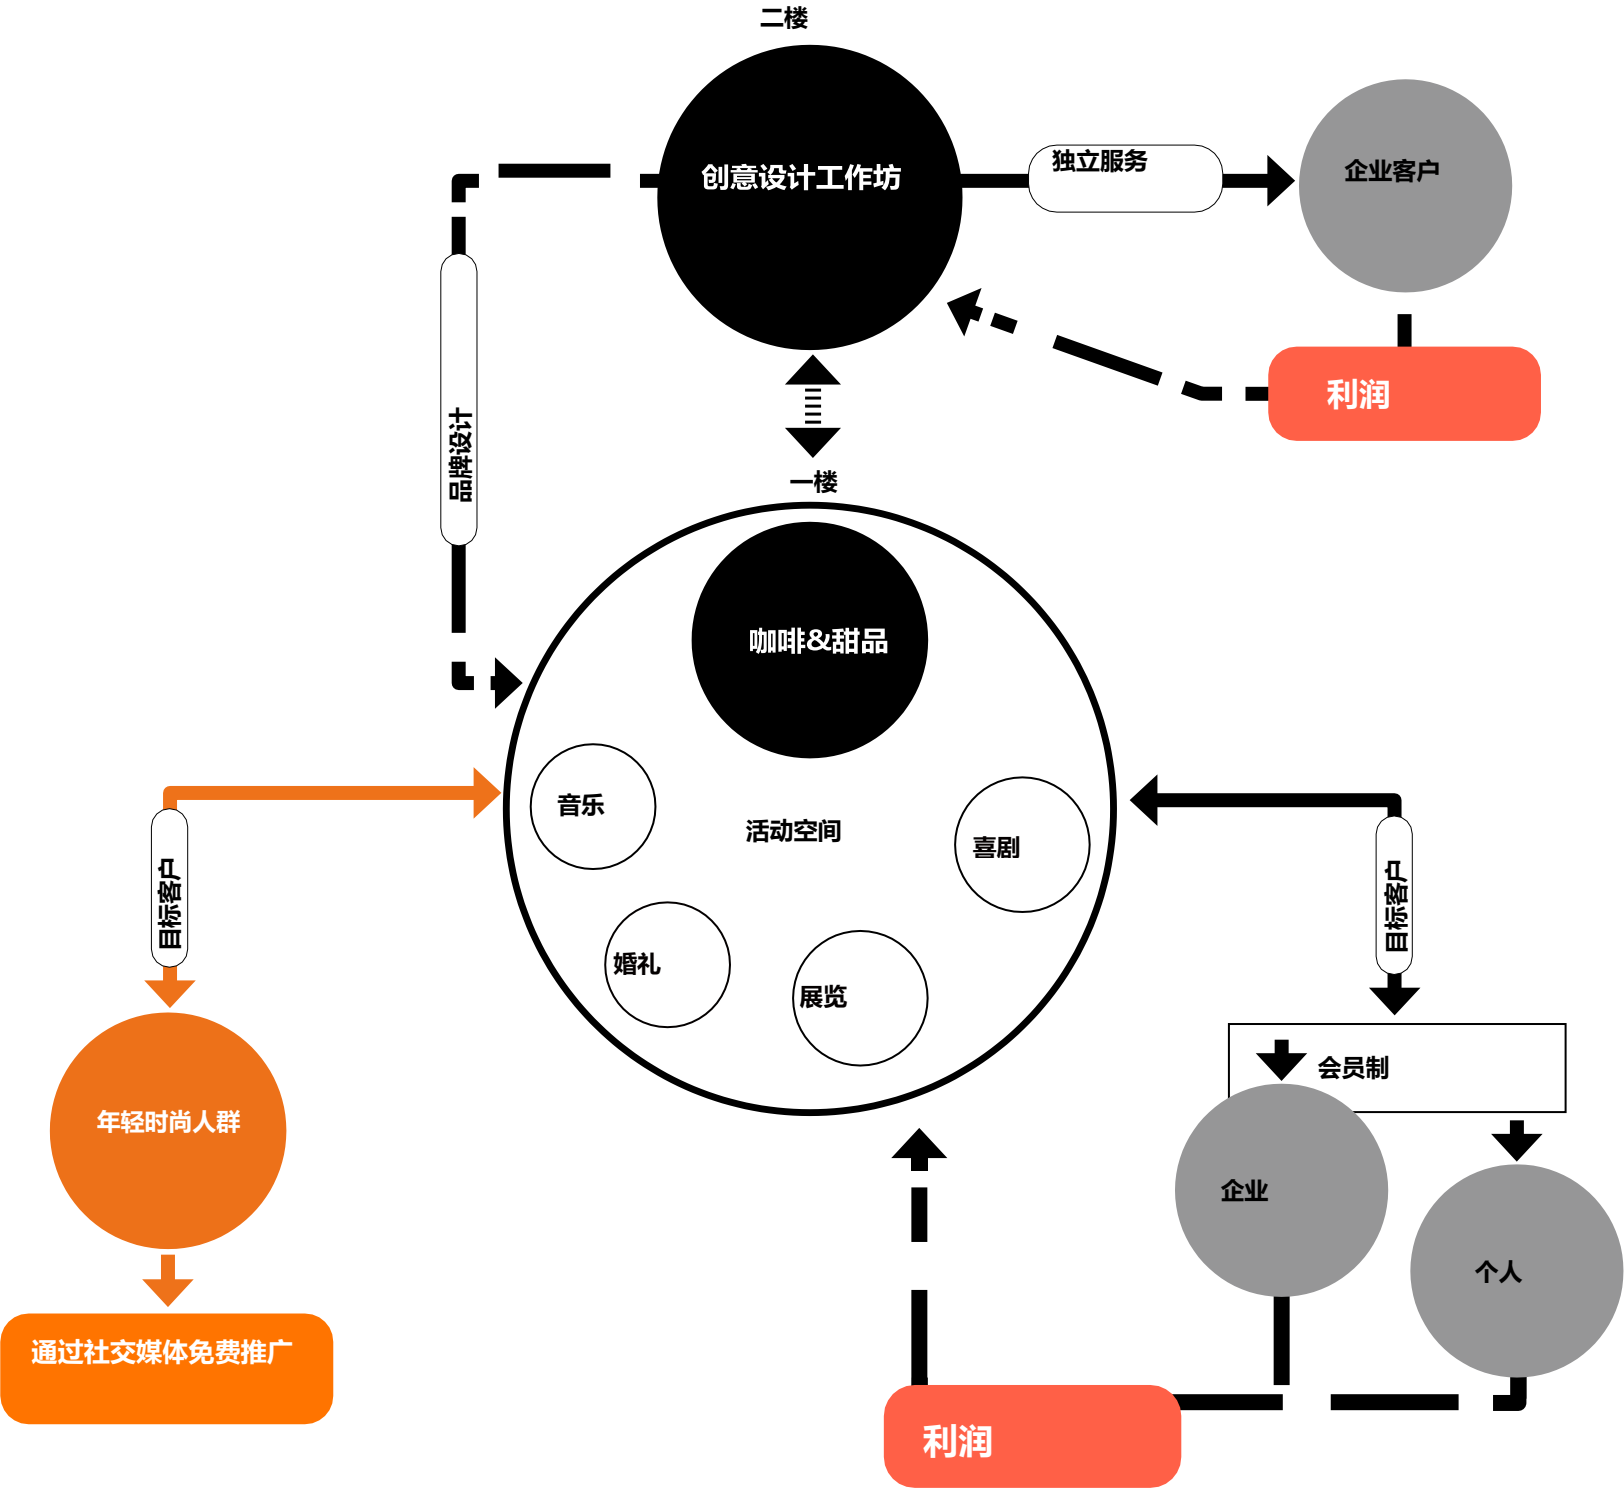 二楼
创意设计工作坊
独立服务
企业客户
利润
品牌设计
一楼
咖啡&甜品
音乐
活动空间
喜剧
婚礼
展览
目标客户
目标客户
年轻时尚人群
通过社交媒体免费推广
会员制
企业
个人
利润